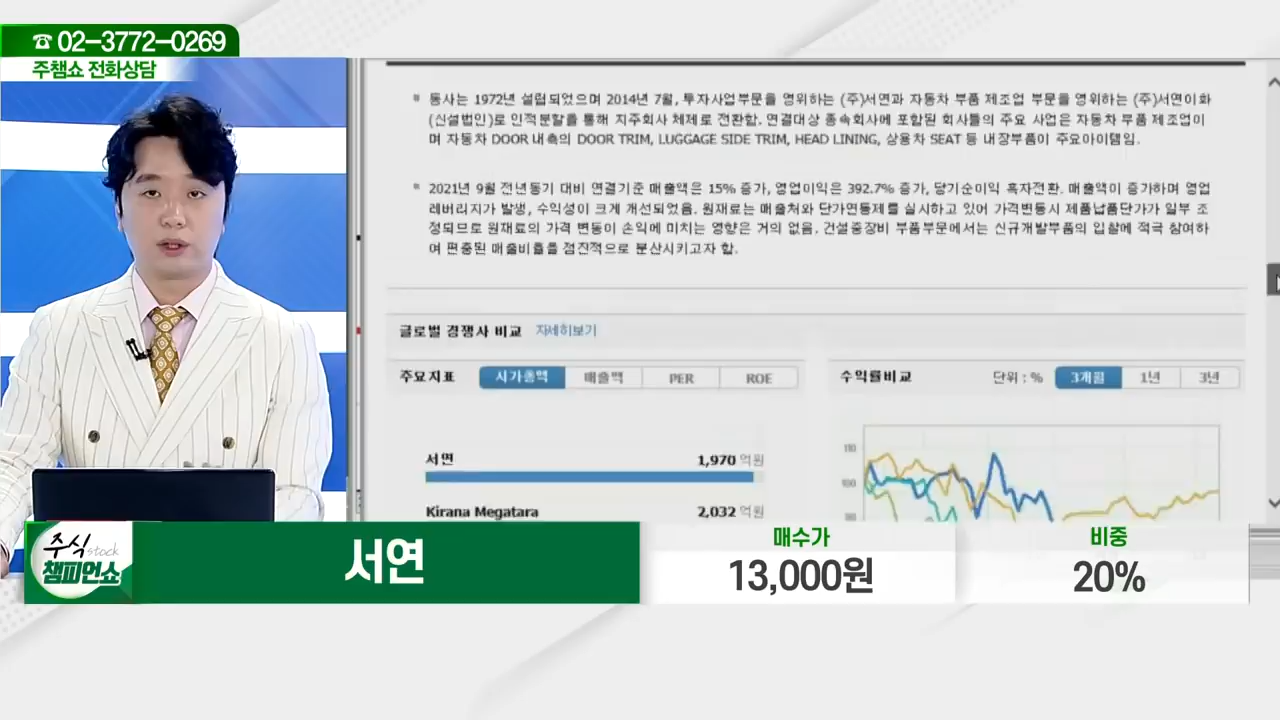 ☎ 02-3772-0269
주챔쇼 전화상담
동사는 1972년 설립되었으며 2014년 7월, 투자사업부문을 영위하는 (주)서연과 자동차 부품 제조업 부문을 영위하는 (주)서연이화
(신설법인)로 인적분할를 통해 지주회사 체제로 전환함. 연결대상 종속회사에 포함된 회사들의 주요 사업은 자동차 부품 제조업이
며 자동차 DOOR 내측의 DOOR TRIM, LUGGAGE SIDE TRIM, HEAD LINING, 상용차 SEAT 등 내장부품이 주요아이템임.
2021년 9월 전년동기 대비 연결기준 매출액은 15% 증가, 영업이익은 392.7% 증가, 당기순이익 흑자전환. 매출액이 증가하며 영업
레버리지가 발생, 수익성이 크게 개선되었음. 원재료는 매출처와 단가연동제를 실시하고 있어 가격변동시 제품납품단가가 일부 조
정되므로 원재료의 가격 변동이 손익에 미치는 영향은 거의 없음. 건설중장비 부품부문에서는 신규개발부품의 입찰에 적극 참여하
여 편중된 매출비율를 점진적으로 분산시키고자 함.
글로벌 경쟁사 비교 자세히보기
주요지표 시가총액 매출액 PER ROE
수익률비교 단위 : % 3개월 1년 3년
서연 1,970 억원
Kirana Megatara 2,032 억원
110
100
90
주식 stock
챔피언쇼
서연
매수가
13,000원
비중
20%